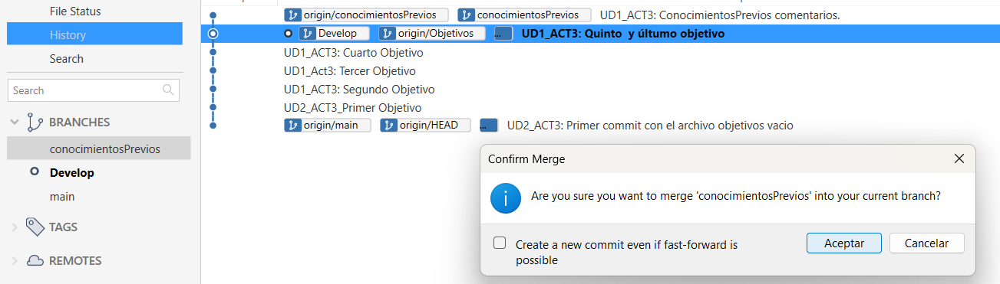 File Status
History
Search
Search
BRANCHES
conocimientosPrevios
Develop
main
TAGS
REMOTES
origin/conocimientosPrevios conocimientosPrevios UD1_ACT3: ConocimientosPrevios comentarios.
Develop origin/Objetivos ... UD1_ACT3: Quinto y últumo objetivo
UD1_ACT3: Cuarto Objetivo
UD1_Act3: Tercer Objetivo
UD1_ACT3: Segundo Objetivo
UD2_ACT3_Primer Objetivo
origin/main origin/HEAD ... UD2_ACT3: Primer commit con el archivo objetivos vacio
Confirm Merge
Are you sure you want to merge 'conocimientosPrevios' into your current branch?
Create a new commit even if fast-forward is
possible
Aceptar Cancelar